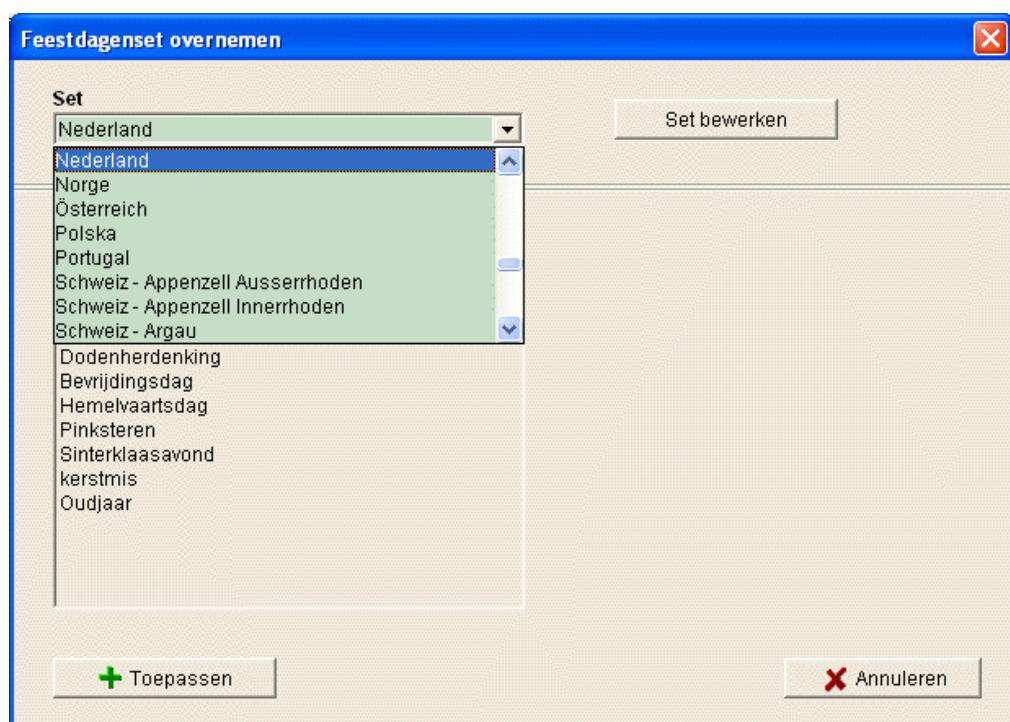 Feestdagenset overnemen
Set
Nederland
Set bewerken
Nederland
Norge
Österreich
Polska
Portugal
Schweiz - Appenzell Ausserrhoden
Schweiz - Appenzell Innerrhoden
Schweiz - Argau
Dodenherdenking
Bevrijdingsdag
Hemelvaartsdag
Pinksteren
Sinterklaasavond
kerstmis
Oudjaar
Toepassen
Annuleren